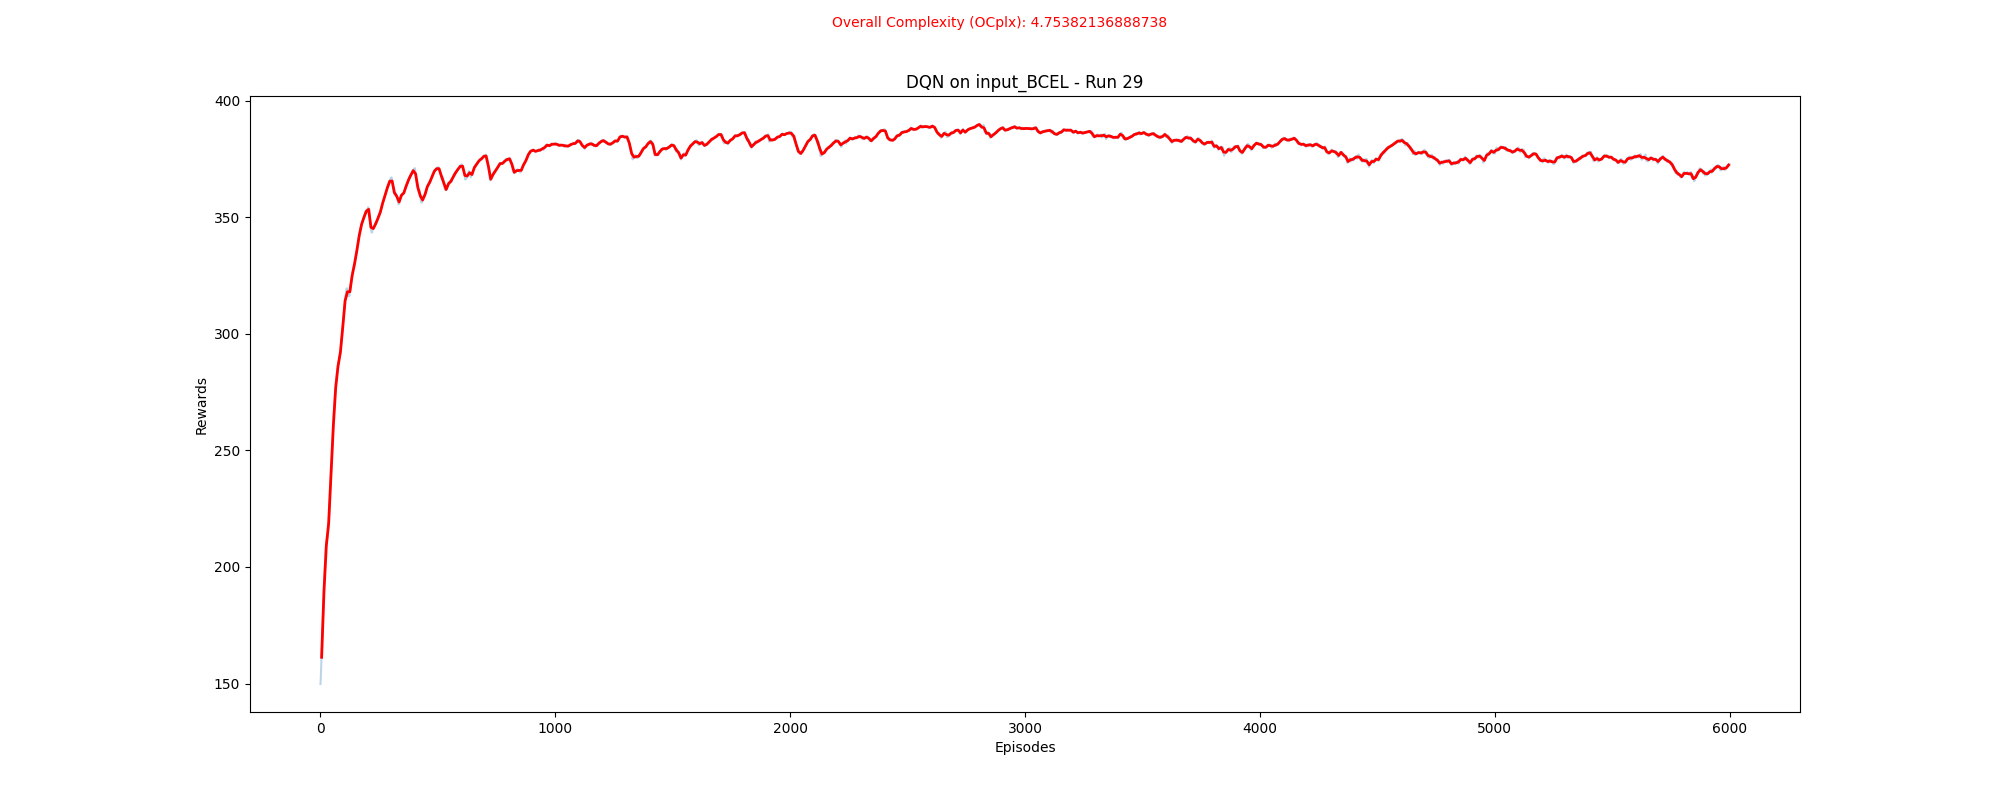 Overall Complexity (OCplx): 4.75382136888738
DQN on input_BCEL - Run 29
400
350
300
250
200
150
Rewards
0 1000 2000 3000 4000 5000 6000
Episodes